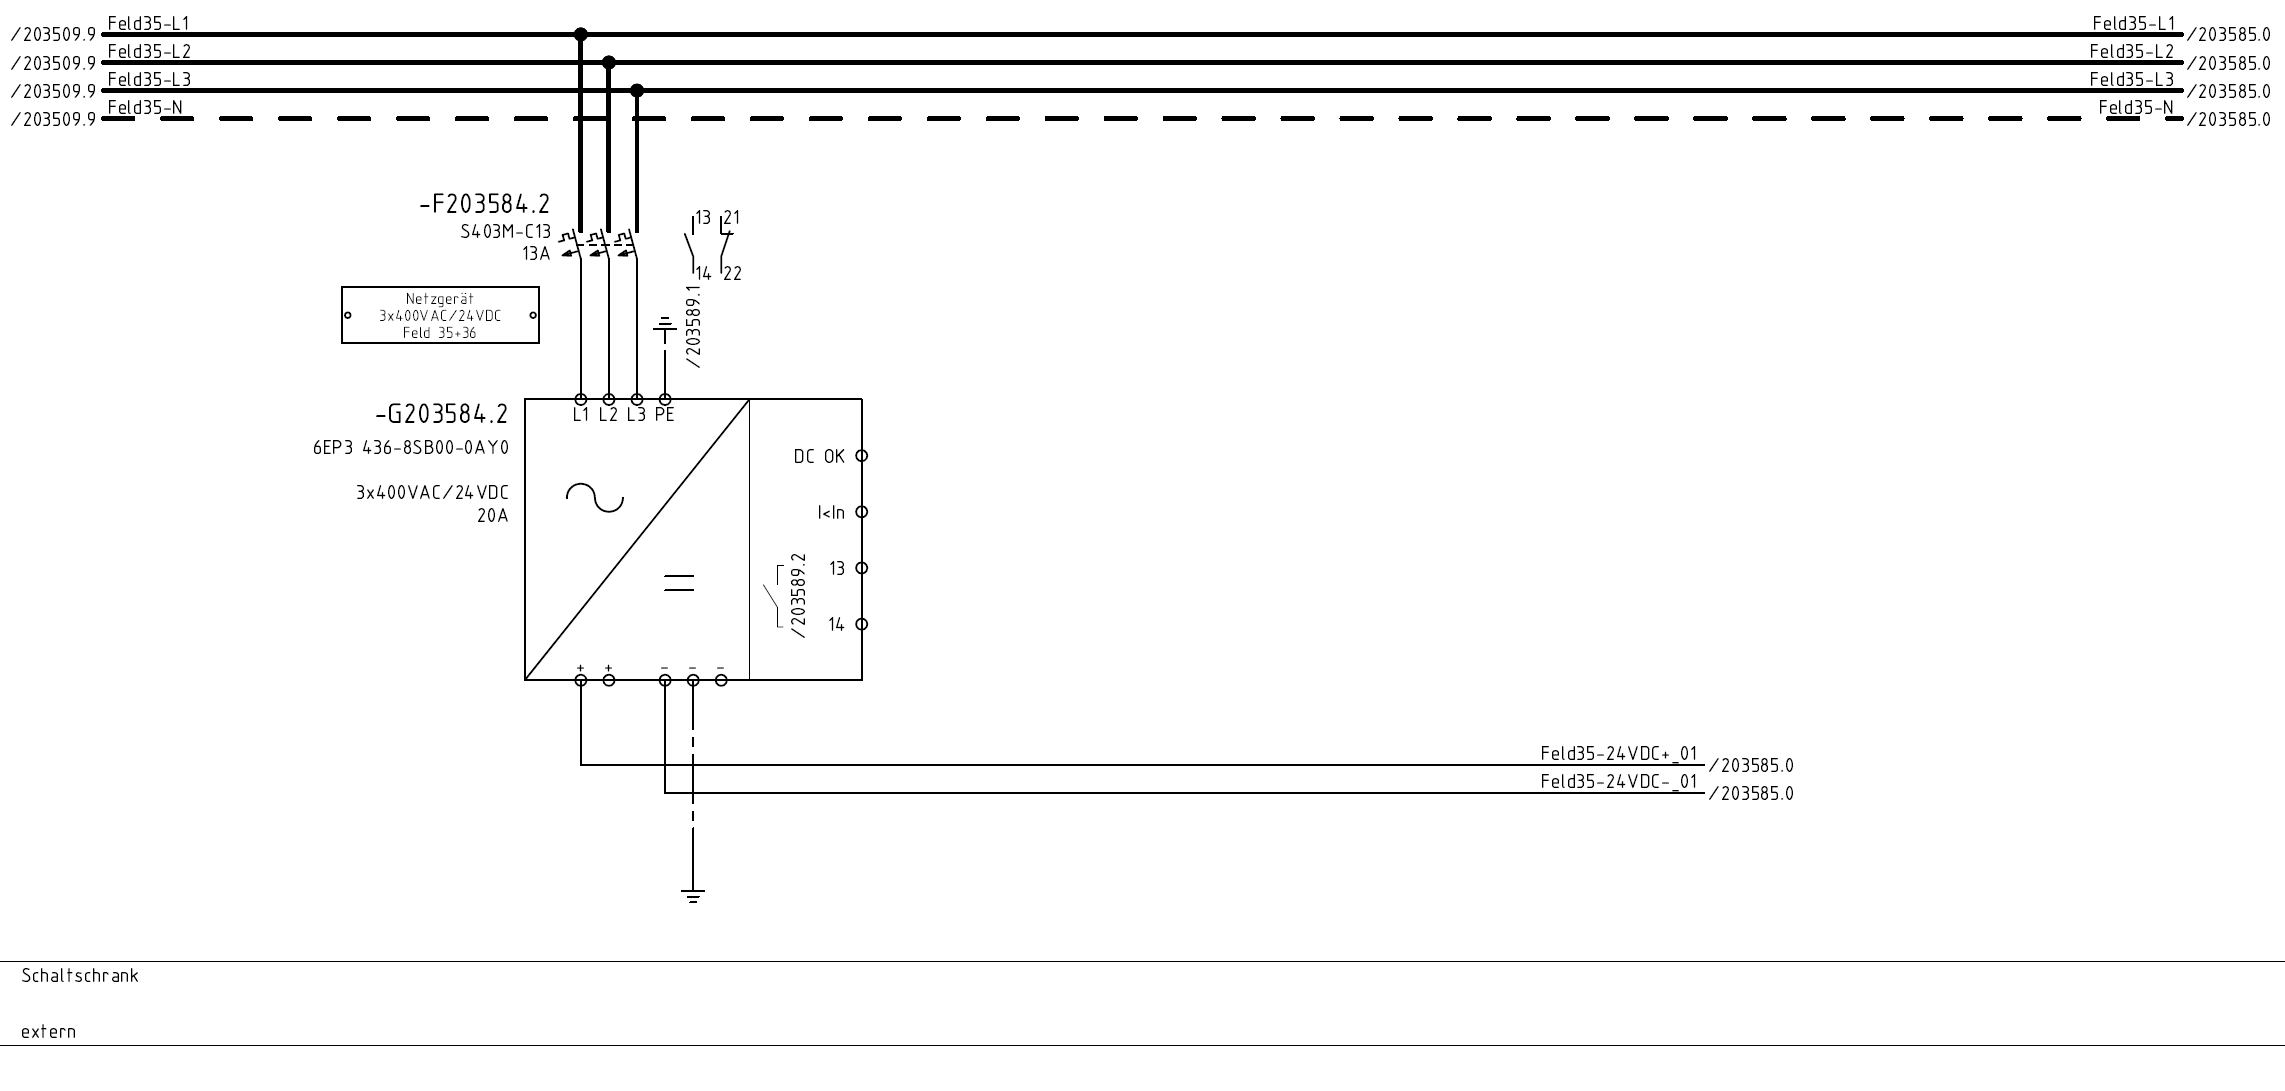 Feld35-L1 Feld35-L1
/203509.9 /203585.0
Feld35-L2 Feld35-L2
/203509.9 /203585.0
Feld35-L3 Feld35-L3
/203509.9 /203585.0
Feld35-N Feld35-N
/203509.9 /203585.0
-F203584.2
S403M-C13
13A
13 21
14 22
/203589.1
Netzgerät
3x400VAC/24VDC
Feld 35+36
-G203584.2
6EP3 436-8SB00-0AY0
3x400VAC/24VDC
20A
L1 L2 L3 PE
DC OK
I<In
13
14
/203589.2
+ + - - -
Feld35-24VDC+_01
/203585.0
Feld35-24VDC-_01
/203585.0
Schaltschrank
extern